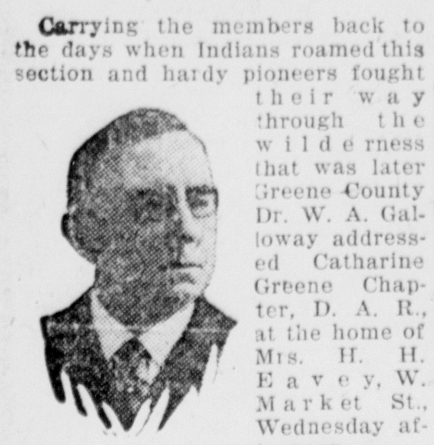 Carrying the members back to
the days when Indians roamed this
section and hardy pioneers fought
their way
through the
wilderness
that was later
Greene County
Dr. W. A. Gal-
loway address-
ed Catharine
Greene Chap-
ter, D. A. R.,
at the home of
Mrs. H. H.
Eavey, W.
Market St.,
Wednesday af-